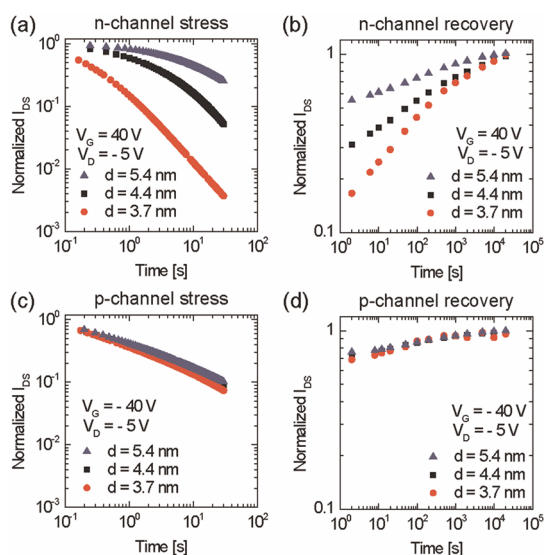 (a) n-channel stress
Normalized I_DS
10^0
10^-1
10^-2
10^-3
V_G = 40 V
V_D = - 5 V
d = 5.4 nm
d = 4.4 nm
d = 3.7 nm
10^-1 10^0 10^1 10^2
Time [s]
(b) n-channel recovery
Normalized I_DS
1
0.1
V_G = 40 V
V_D = - 5 V
d = 5.4 nm
d = 4.4 nm
d = 3.7 nm
10^0 10^1 10^2 10^3 10^4 10^5
Time [s]
(c) p-channel stress
Normalized I_DS
10^0
10^-1
10^-2
10^-3
V_G = - 40 V
V_D = - 5 V
d = 5.4 nm
d = 4.4 nm
d = 3.7 nm
10^-1 10^0 10^1 10^2
Time [s]
(d) p-channel recovery
Normalized I_DS
1
0.1
V_G = - 40 V
V_D = - 5 V
d = 5.4 nm
d = 4.4 nm
d = 3.7 nm
10^0 10^1 10^2 10^3 10^4 10^5
Time [s]